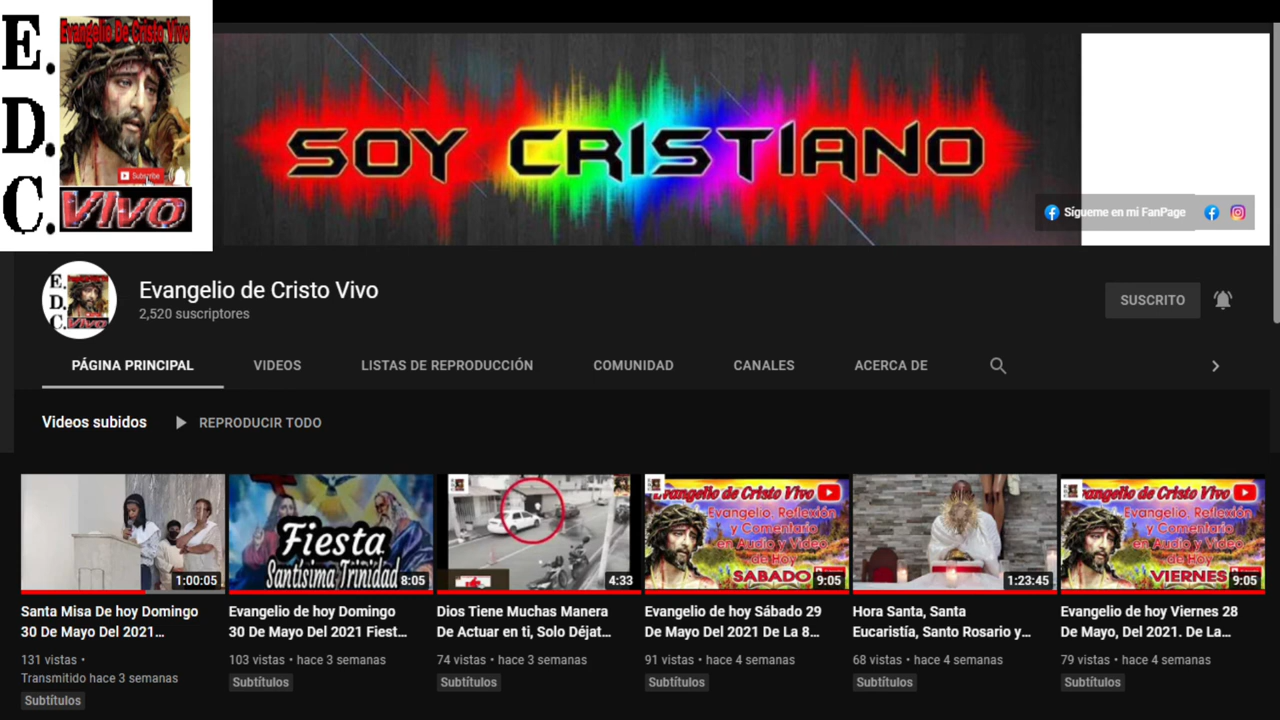 E.
D.
C.
Evangelio De Cristo Vivo
Subscribe
Vivo
SOY CRISTIANO
Sígueme en mi FanPage
E.
D.
C.
Vivo
Evangelio de Cristo Vivo
2,520 suscriptores
SUSCRITO
PÁGINA PRINCIPAL
VIDEOS
LISTAS DE REPRODUCCIÓN
COMUNIDAD
CANALES
ACERCA DE
Videos subidos
REPRODUCIR TODO
1:00:05
Santa Misa De hoy Domingo
30 De Mayo Del 2021...
131 vistas •
Transmitido hace 3 semanas
Subtítulos
Fiesta
Santísima Trinidad
8:05
Evangelio de hoy Domingo
30 De Mayo Del 2021 Fiest...
103 vistas • hace 3 semanas
Subtítulos
4:33
Dios Tiene Muchas Manera
De Actuar en ti, Solo Déjat...
74 vistas • hace 3 semanas
Subtítulos
Evangelio de Cristo Vivo
Evangelio, Reflexión
y Comentario
en Audio y Video
de Hoy
SABADO
9:05
Evangelio de hoy Sábado 29
De Mayo Del 2021 De La 8...
91 vistas • hace 4 semanas
Subtítulos
1:23:45
Hora Santa, Santa
Eucaristía, Santo Rosario y...
68 vistas • hace 4 semanas
Subtítulos
Evangelio de Cristo Vivo
Evangelio, Reflexión
y Comentario
en Audio y Video
de Hoy
VIERNES
9:05
Evangelio de hoy Viernes 28
De Mayo, Del 2021. De La...
79 vistas • hace 4 semanas
Subtítulos